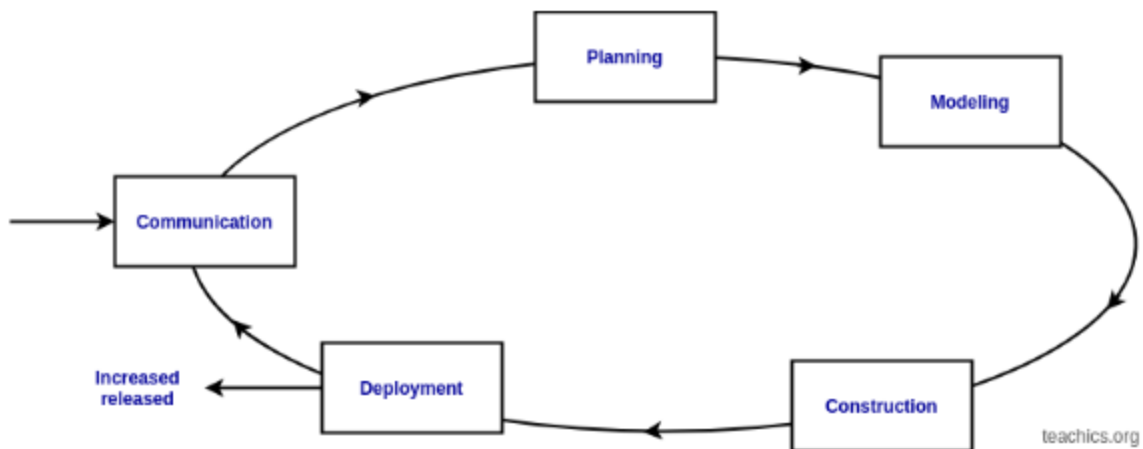 Planning
Modeling
Communication
Increased
released
Deployment
Construction
teachics.org